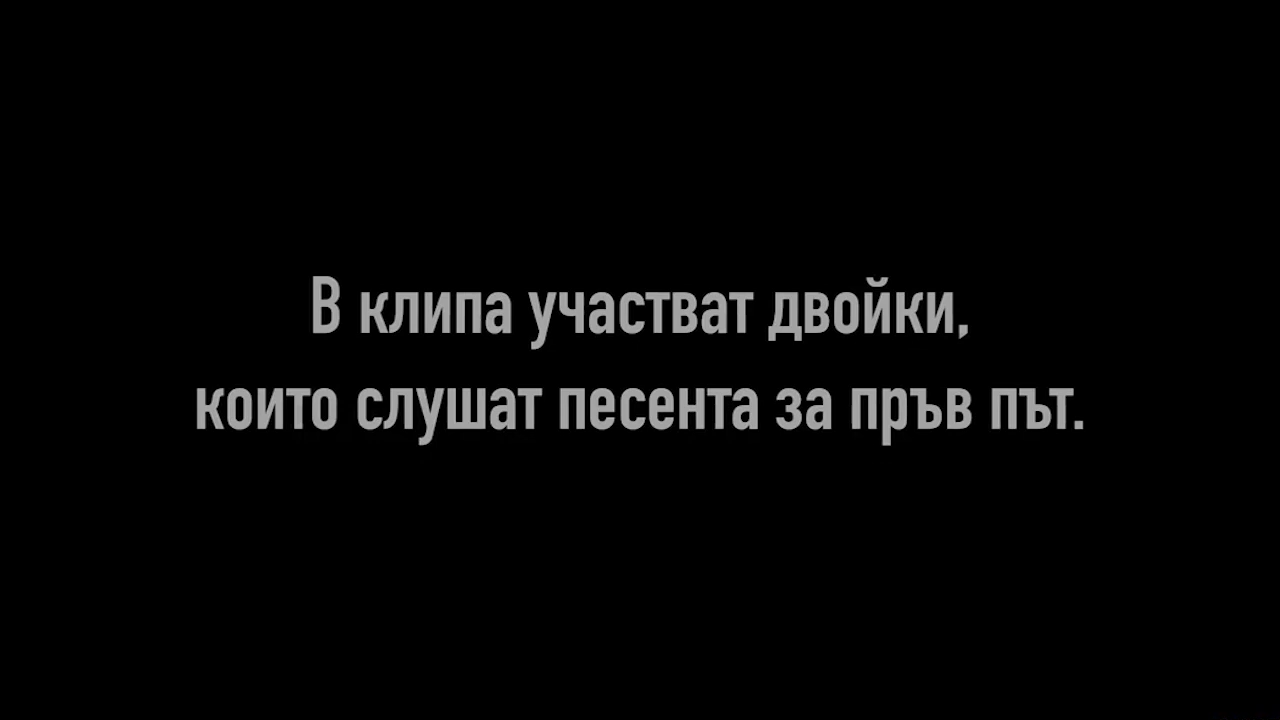 В клипа участват двойки,
които слушат песента за пръв път.